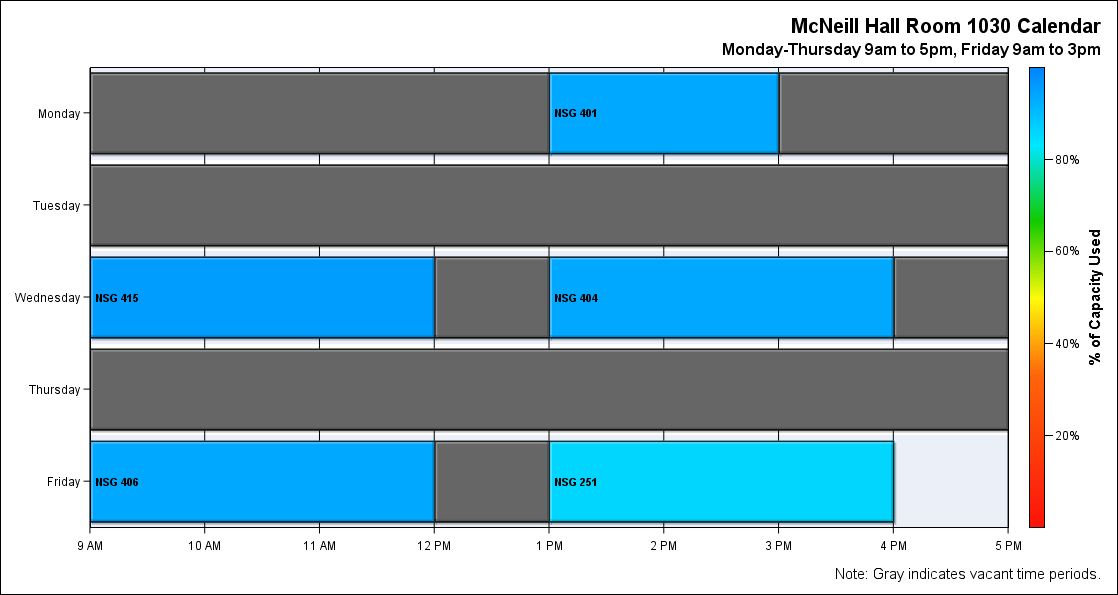 McNeill Hall Room 1030 Calendar
Monday-Thursday 9am to 5pm, Friday 9am to 3pm
Monday
NSG 401
Tuesday
Wednesday
NSG 415
NSG 404
Thursday
Friday
NSG 406
NSG 251
9 AM 10 AM 11 AM 12 PM 1 PM 2 PM 3 PM 4 PM 5 PM
80%
60%
40%
20%
% of Capacity Used
Note: Gray indicates vacant time periods.